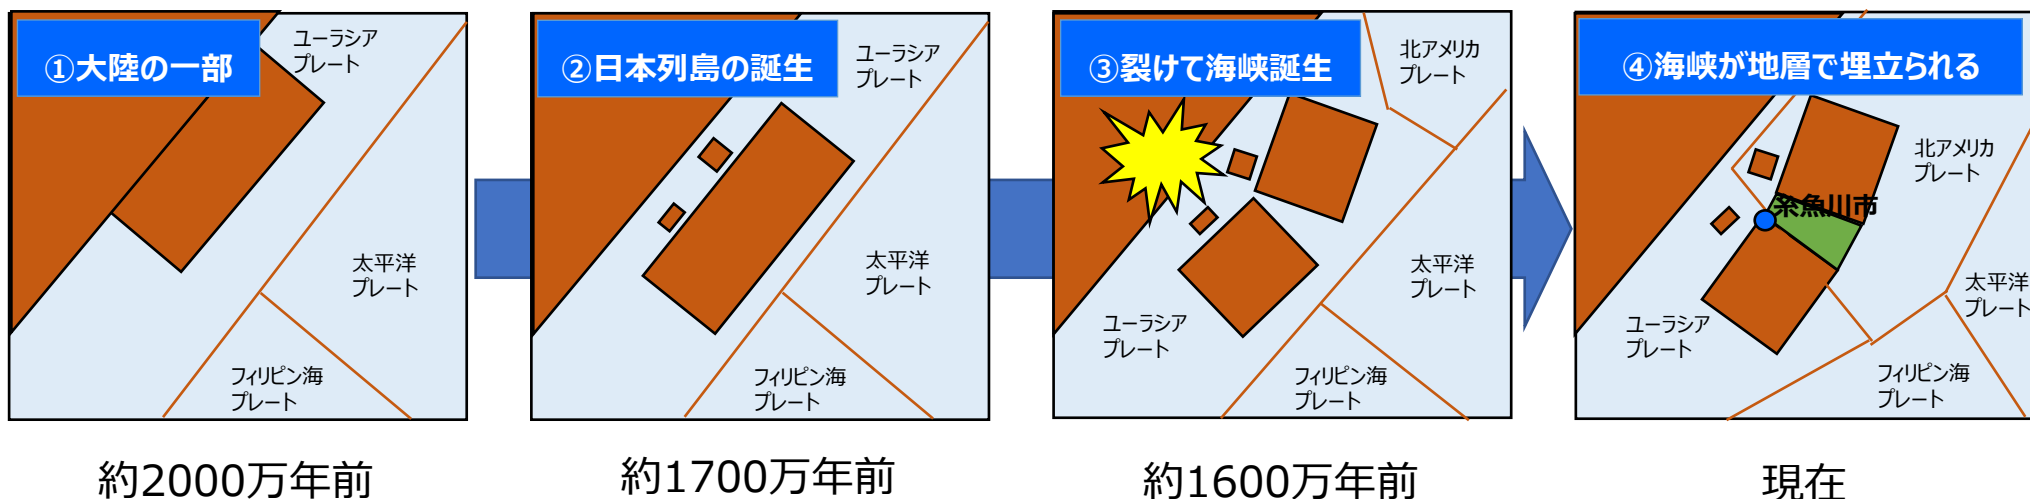 ①大陸の一部
ユーラシア
プレート
太平洋
プレート
フィリピン海
プレート
約2000万年前
②日本列島の誕生
ユーラシア
プレート
太平洋
プレート
フィリピン海
プレート
約1700万年前
③裂けて海峡誕生
北アメリカ
プレート
太平洋
プレート
ユーラシア
プレート
フィリピン海
プレート
約1600万年前
④海峡が地層で埋立られる
北アメリカ
プレート
糸魚川市
太平洋
プレート
ユーラシア
プレート
フィリピン海
プレート
現在